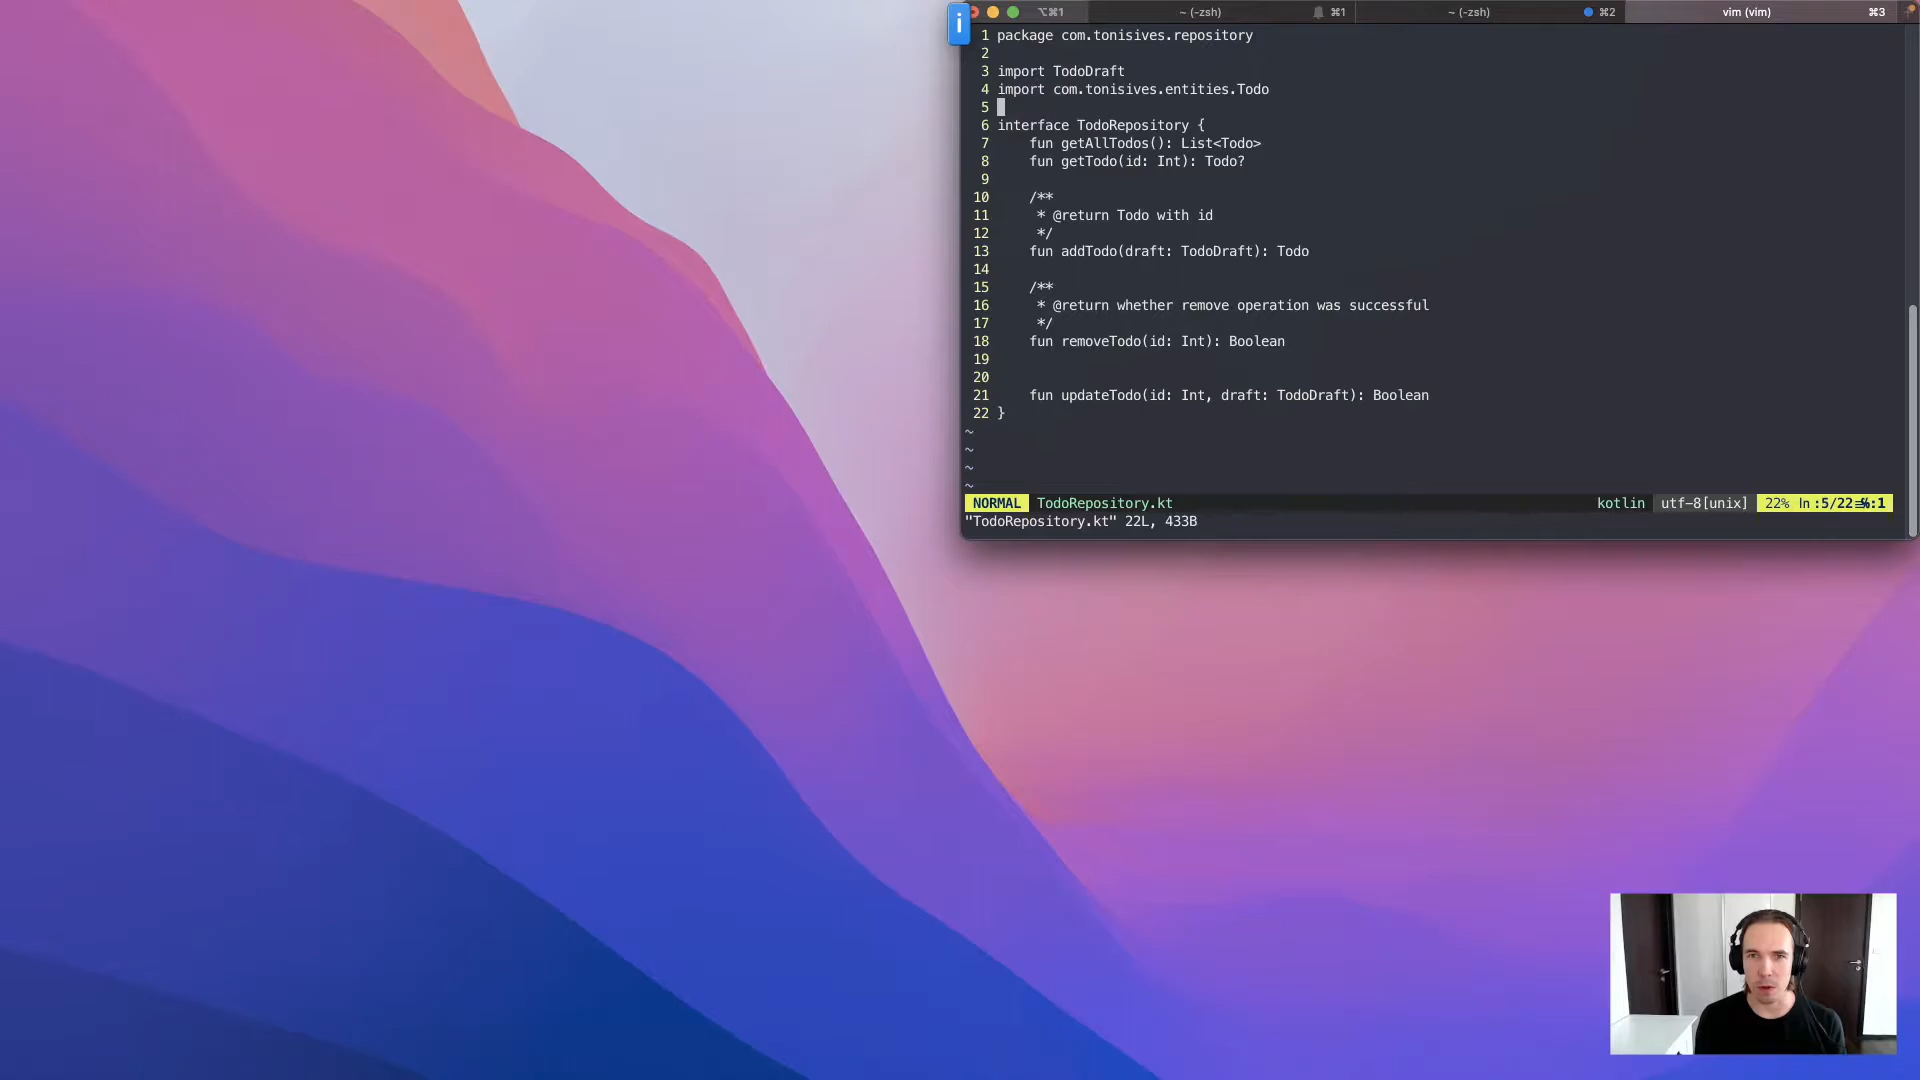 i ⌥⌘1 ~ (-zsh) ⌘1 ~ (-zsh) ⌘2 vim (vim) ⌘3
1 package com.tonisives.repository
2
3 import TodoDraft
4 import com.tonisives.entities.Todo
5
6 interface TodoRepository {
7 fun getAllTodos(): List<Todo>
8 fun getTodo(id: Int): Todo?
9
10 /**
11 * @return Todo with id
12 */
13 fun addTodo(draft: TodoDraft): Todo
14
15 /**
16 * @return whether remove operation was successful
17 */
18 fun removeTodo(id: Int): Boolean
19
20
21 fun updateTodo(id: Int, draft: TodoDraft): Boolean
22 }
~
~
~
~
NORMAL TodoRepository.kt kotlin utf-8[unix] 22% ln :5/22≡%:1
"TodoRepository.kt" 22L, 433B